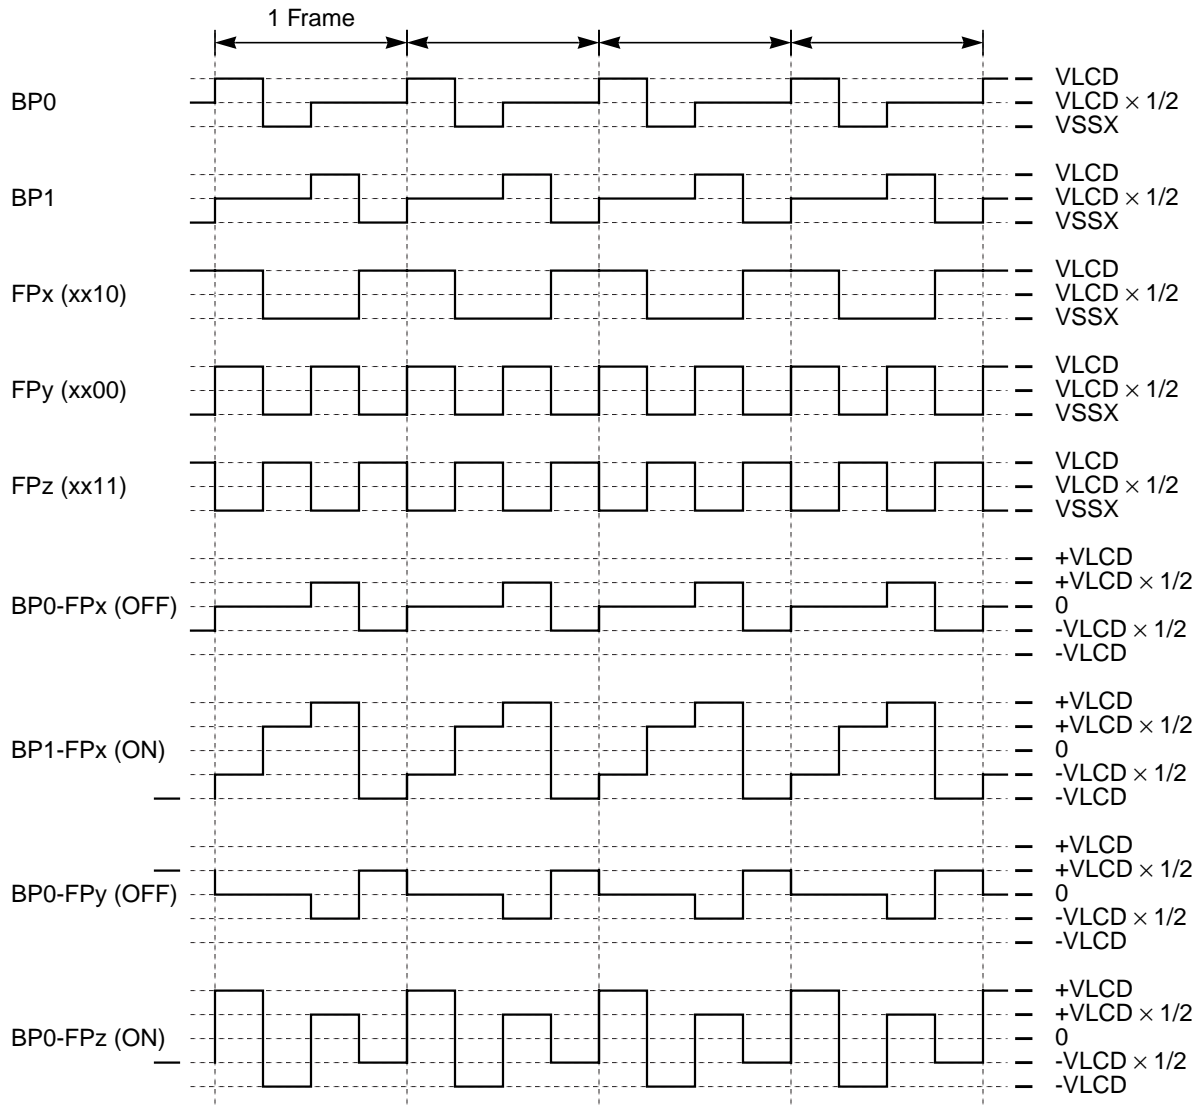 1 Frame
BP0
VLCD
VLCD × 1/2
VSSX
BP1
VLCD
VLCD × 1/2
VSSX
FPx (xx10)
VLCD
VLCD × 1/2
VSSX
FPy (xx00)
VLCD
VLCD × 1/2
VSSX
FPz (xx11)
VLCD
VLCD × 1/2
VSSX
BP0-FPx (OFF)
+VLCD
+VLCD × 1/2
0
-VLCD × 1/2
-VLCD
BP1-FPx (ON)
+VLCD
+VLCD × 1/2
0
-VLCD × 1/2
-VLCD
BP0-FPy (OFF)
+VLCD
+VLCD × 1/2
0
-VLCD × 1/2
-VLCD
BP0-FPz (ON)
+VLCD
+VLCD × 1/2
0
-VLCD × 1/2
-VLCD